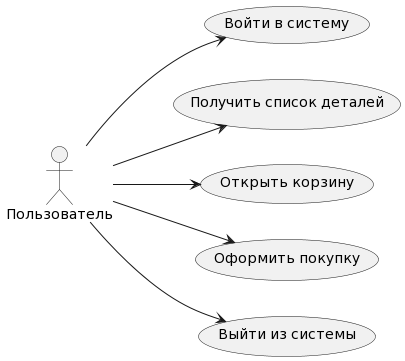 Войти в систему
Получить список деталей
Открыть корзину
Пользователь
Оформить покупку
Выйти из системы